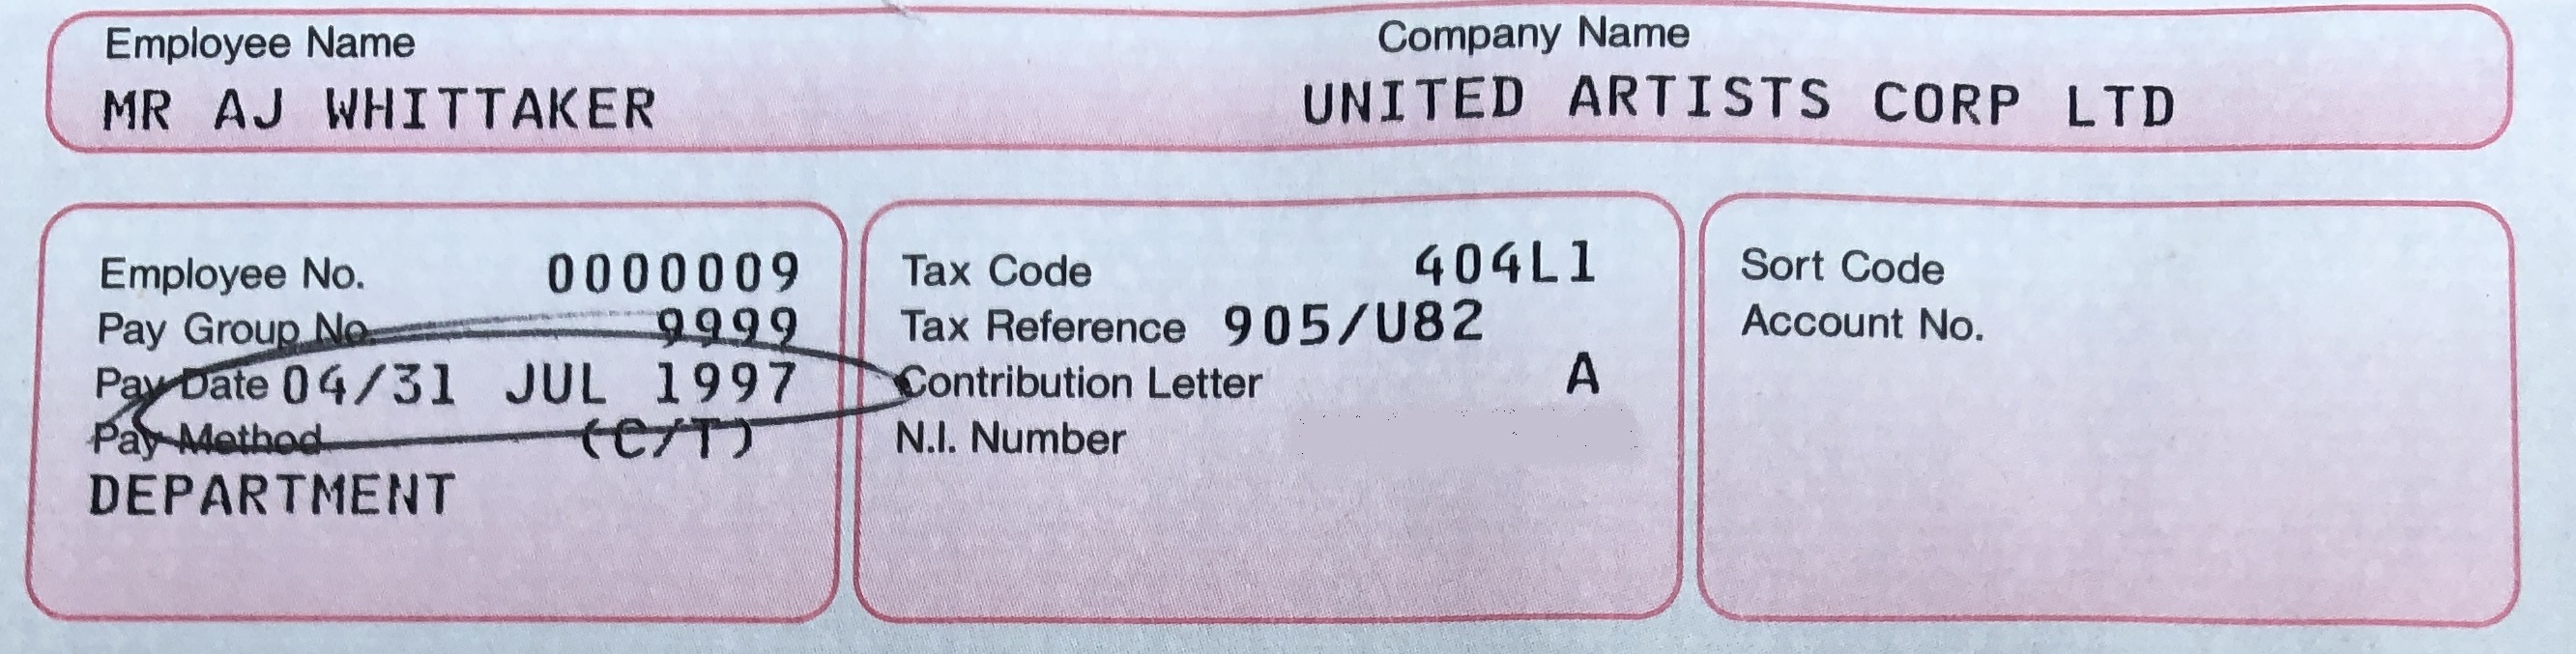 Employee Name
MR AJ WHITTAKER
Company Name
UNITED ARTISTS CORP LTD
Employee No. 0000009
Pay Group No. 9999
Pay Date 04/31 JUL 1997
Pay Method (C/T)
DEPARTMENT
Tax Code 404L1
Tax Reference 905/U82
Contribution Letter A
N.I. Number
Sort Code
Account No.